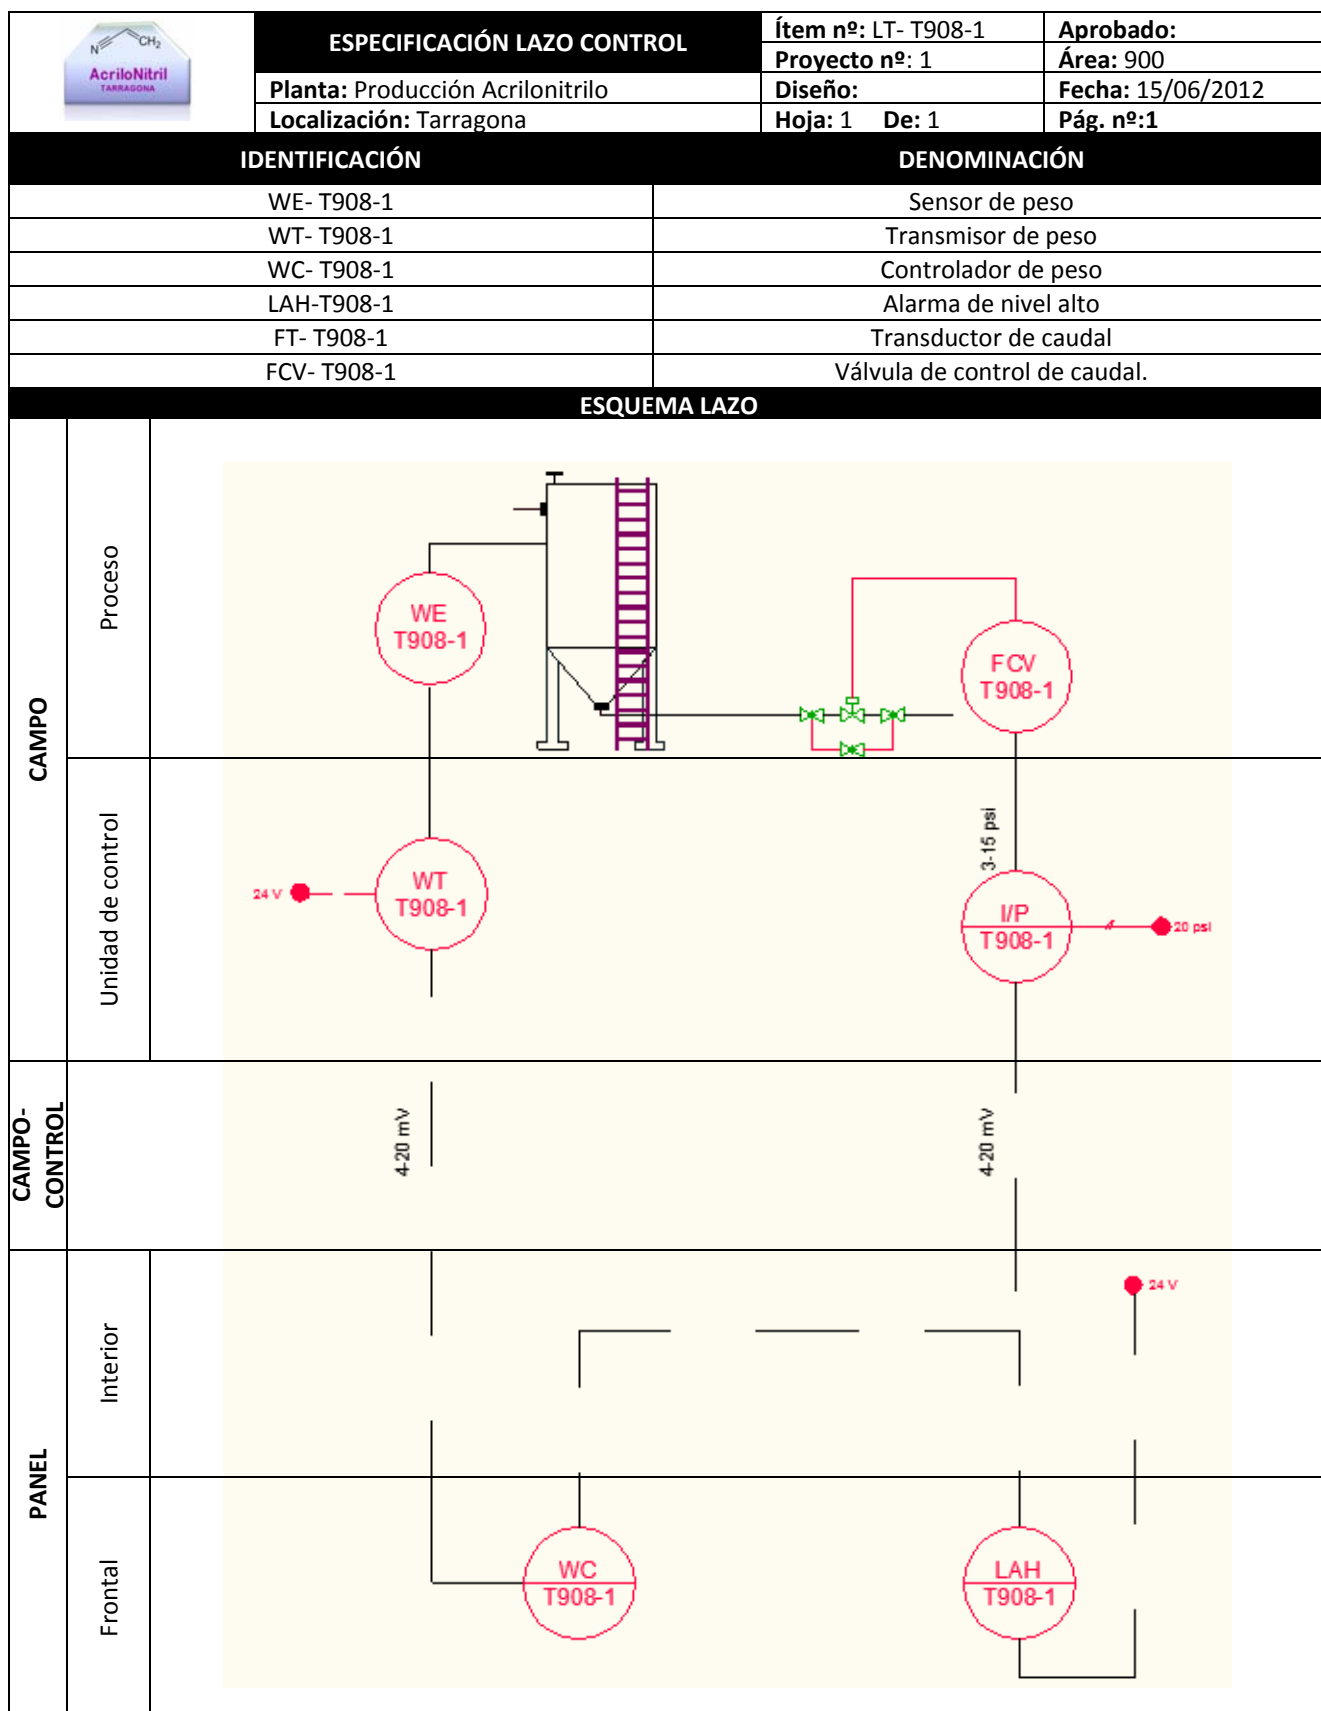 N CH2
AcriloNitril
TARRAGONA
ESPECIFICACIÓN LAZO CONTROL
Ítem nº: LT- T908-1
Aprobado:
Proyecto nº: 1
Área: 900
Planta: Producción Acrilonitrilo
Diseño:
Fecha: 15/06/2012
Localización: Tarragona
Hoja: 1 De: 1
Pág. nº:1
IDENTIFICACIÓN
DENOMINACIÓN
WE- T908-1
Sensor de peso
WT- T908-1
Transmisor de peso
WC- T908-1
Controlador de peso
LAH-T908-1
Alarma de nivel alto
FT- T908-1
Transductor de caudal
FCV- T908-1
Válvula de control de caudal.
ESQUEMA LAZO
CAMPO
Proceso
WE
T908-1
FCV
T908-1
Unidad de control
24 V
WT
T908-1
3-15 psi
I/P
T908-1
20 psi
CAMPO-
CONTROL
4-20 mV
4-20 mV
PANEL
Interior
24 V
Frontal
WC
T908-1
LAH
T908-1